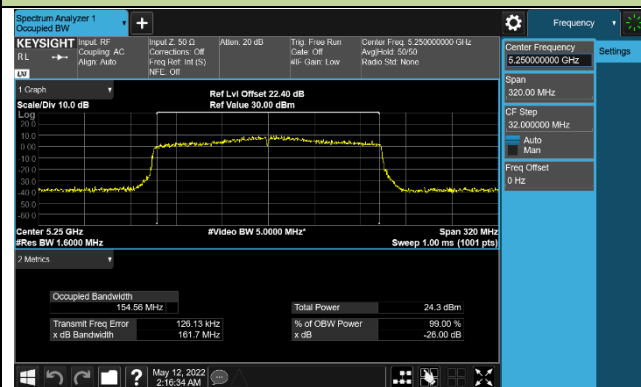 Spectrum Analyzer 1
Occupied BW
+
Frequency
KEYSIGHT
RL
LXI
Input: RF
Coupling: AC
Align: Auto
Input Z: 50 Ω
Corrections: Off
Freq Ref: Int (S)
NFE: Off
Atten: 20 dB
Trig: Free Run
Gate: Off
#IF Gain: Low
Center Freq: 5.250000000 GHz
Avg|Hold: 50/50
Radio Std: None
Center Frequency
5.250000000 GHz
Settings
Span
320.00 MHz
CF Step
32.000000 MHz
Auto
Man
Freq Offset
0 Hz
1 Graph
Scale/Div 10.0 dB
Ref Lvl Offset 22.40 dB
Ref Value 30.00 dBm
Log
20.0
10.0
0.00
-10.0
-20.0
-30.0
-40.0
-50.0
-60.0
Center 5.25 GHz
#Video BW 5.0000 MHz*
Span 320 MHz
#Res BW 1.6000 MHz
Sweep 1.00 ms (1001 pts)
2 Metrics
Occupied Bandwidth
154.56 MHz
Total Power 24.3 dBm
Transmit Freq Error 126.13 kHz
% of OBW Power 99.00 %
x dB Bandwidth 161.7 MHz
x dB -26.00 dB
?
May 12, 2022
2:16:34 AM